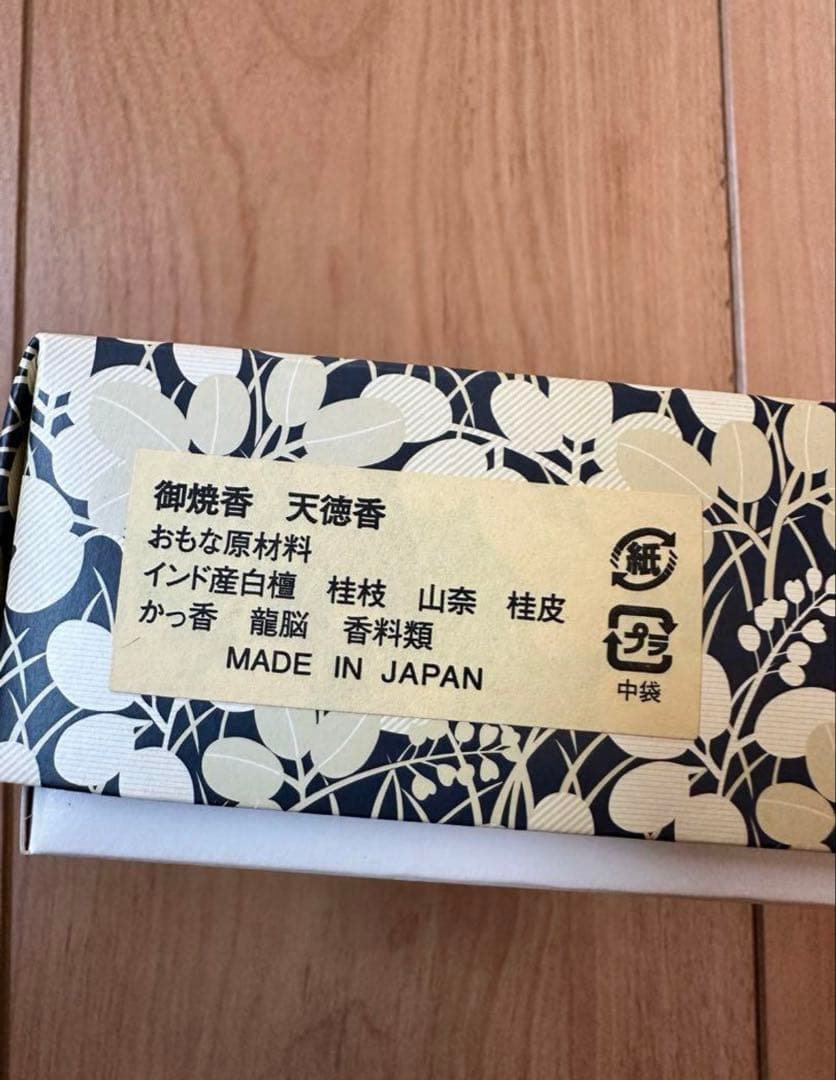 御焼香　天徳香
おもな原材料
インド産白檀　桂枝　山奈　桂皮
かっ香　龍脳　香料類
MADE IN JAPAN
紙
プラ
中袋